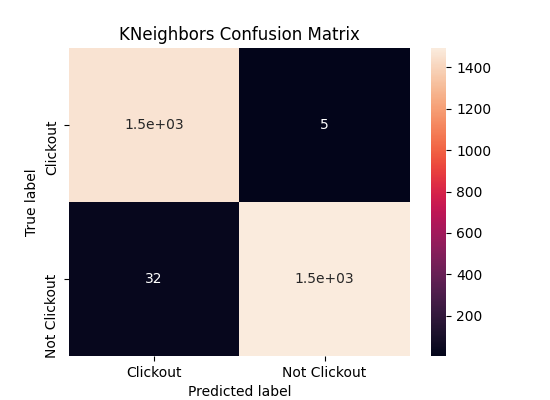 KNeighbors Confusion Matrix
True label
Clickout
Not Clickout
1.5e+03
5
32
1.5e+03
Clickout
Not Clickout
Predicted label
1400
1200
1000
800
600
400
200